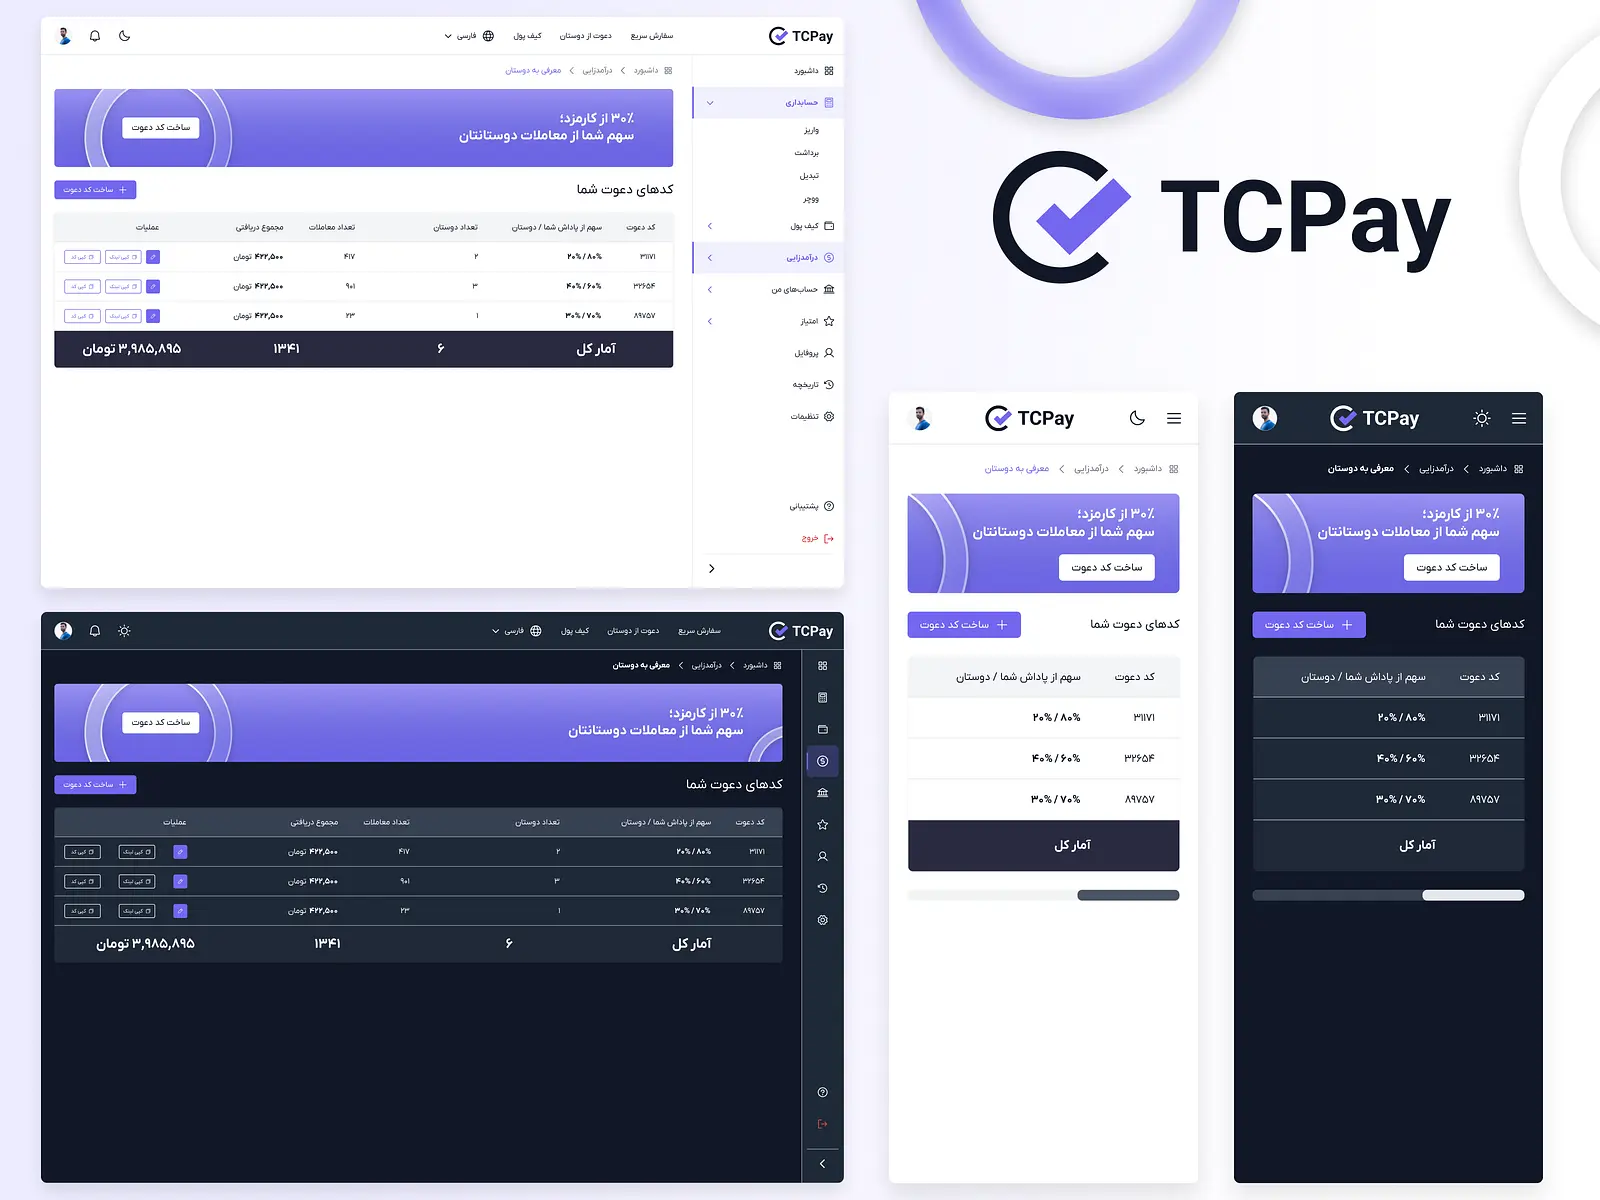 TCPay
سفارش سریع
دعوت از دوستان
کیف پول
فارسی
داشبورد
درآمدزایی
معرفی به دوستان
۳۰٪ از کارمزد؛
سهم شما از معاملات دوستانتان
ساخت کد دعوت
کدهای دعوت شما
ساخت کد دعوت
کد دعوت سهم از پاداش شما / دوستان تعداد دوستان تعداد معاملات مجموع دریافتی عملیات
۳۱۱۷۱ ۲۰% / ۸۰% ۲ ۴۱۷ ۴۲۲,۵۰۰ تومان کپی لینک کپی کد
۳۲۶۵۴ ۴۰% / ۶۰% ۳ ۹۰۱ ۴۲۲,۵۰۰ تومان کپی لینک کپی کد
۸۹۷۵۷ ۳۰% / ۷۰% ۱ ۲۳ ۴۲۲,۵۰۰ تومان کپی لینک کپی کد
آمار کل ۶ ۱۳۴۱ ۳,۹۸۵,۸۹۵ تومان
داشبورد
حسابداری
واریز
برداشت
تبدیل
ووچر
کیف پول
درآمدزایی
حساب‌های من
امتیاز
پروفایل
تاریخچه
تنظیمات
پشتیبانی
خروج
TCPay
TCPay
سفارش سریع
دعوت از دوستان
کیف پول
فارسی
داشبورد
درآمدزایی
معرفی به دوستان
۳۰٪ از کارمزد؛
سهم شما از معاملات دوستانتان
ساخت کد دعوت
کدهای دعوت شما
ساخت کد دعوت
کد دعوت سهم از پاداش شما / دوستان تعداد دوستان تعداد معاملات مجموع دریافتی عملیات
۳۱۱۷۱ ۲۰% / ۸۰% ۲ ۴۱۷ ۴۲۲,۵۰۰ تومان کپی لینک کپی کد
۳۲۶۵۴ ۴۰% / ۶۰% ۳ ۹۰۱ ۴۲۲,۵۰۰ تومان کپی لینک کپی کد
۸۹۷۵۷ ۳۰% / ۷۰% ۱ ۲۳ ۴۲۲,۵۰۰ تومان کپی لینک کپی کد
آمار کل ۶ ۱۳۴۱ ۳,۹۸۵,۸۹۵ تومان
TCPay
داشبورد
درآمدزایی
معرفی به دوستان
۳۰٪ از کارمزد؛
سهم شما از معاملات دوستانتان
ساخت کد دعوت
کدهای دعوت شما
ساخت کد دعوت
کد دعوت سهم از پاداش شما / دوستان
۳۱۱۷۱ ۲۰% / ۸۰%
۳۲۶۵۴ ۴۰% / ۶۰%
۸۹۷۵۷ ۳۰% / ۷۰%
آمار کل
TCPay
داشبورد
درآمدزایی
معرفی به دوستان
۳۰٪ از کارمزد؛
سهم شما از معاملات دوستانتان
ساخت کد دعوت
کدهای دعوت شما
ساخت کد دعوت
کد دعوت سهم از پاداش شما / دوستان
۳۱۱۷۱ ۲۰% / ۸۰%
۳۲۶۵۴ ۴۰% / ۶۰%
۸۹۷۵۷ ۳۰% / ۷۰%
آمار کل